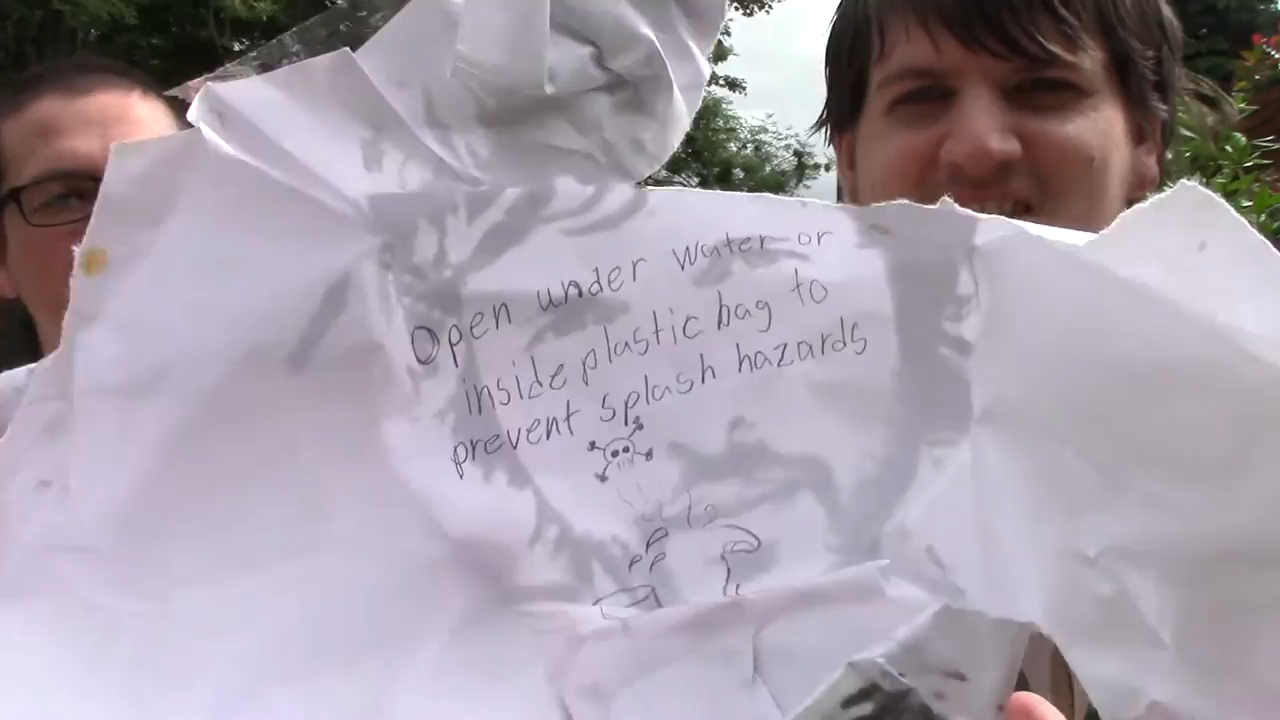 Open under water or
inside plastic bag to
prevent splash hazards